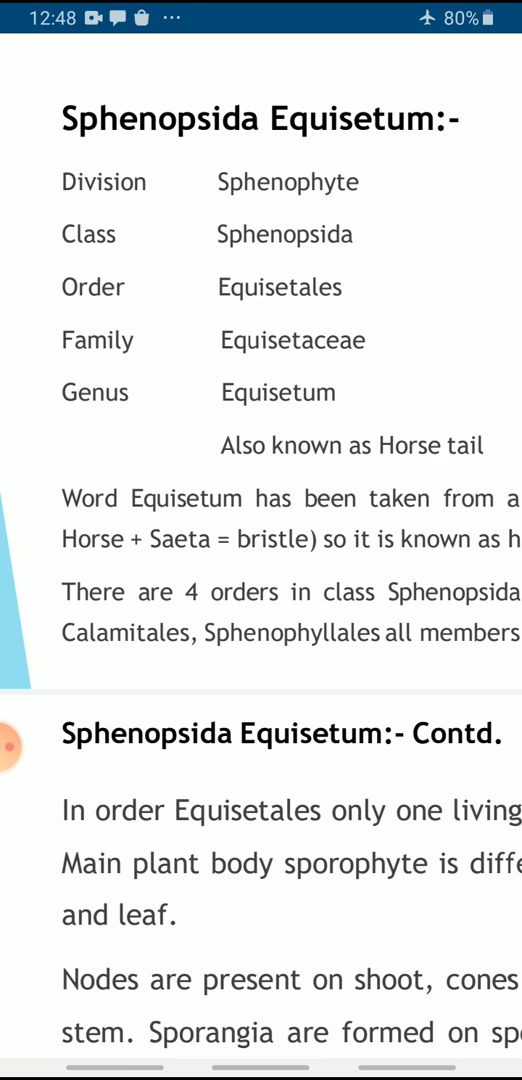 12:48 80%
Sphenopsida Equisetum:-
Division Sphenophyte
Class Sphenopsida
Order Equisetales
Family Equisetaceae
Genus Equisetum
Also known as Horse tail
Word Equisetum has been taken from a
Horse + Saeta = bristle) so it is known as h
There are 4 orders in class Sphenopsida
Calamitales, Sphenophyllales all members
Sphenopsida Equisetum:- Contd.
In order Equisetales only one living
Main plant body sporophyte is diffe
and leaf.
Nodes are present on shoot, cones
stem. Sporangia are formed on spo